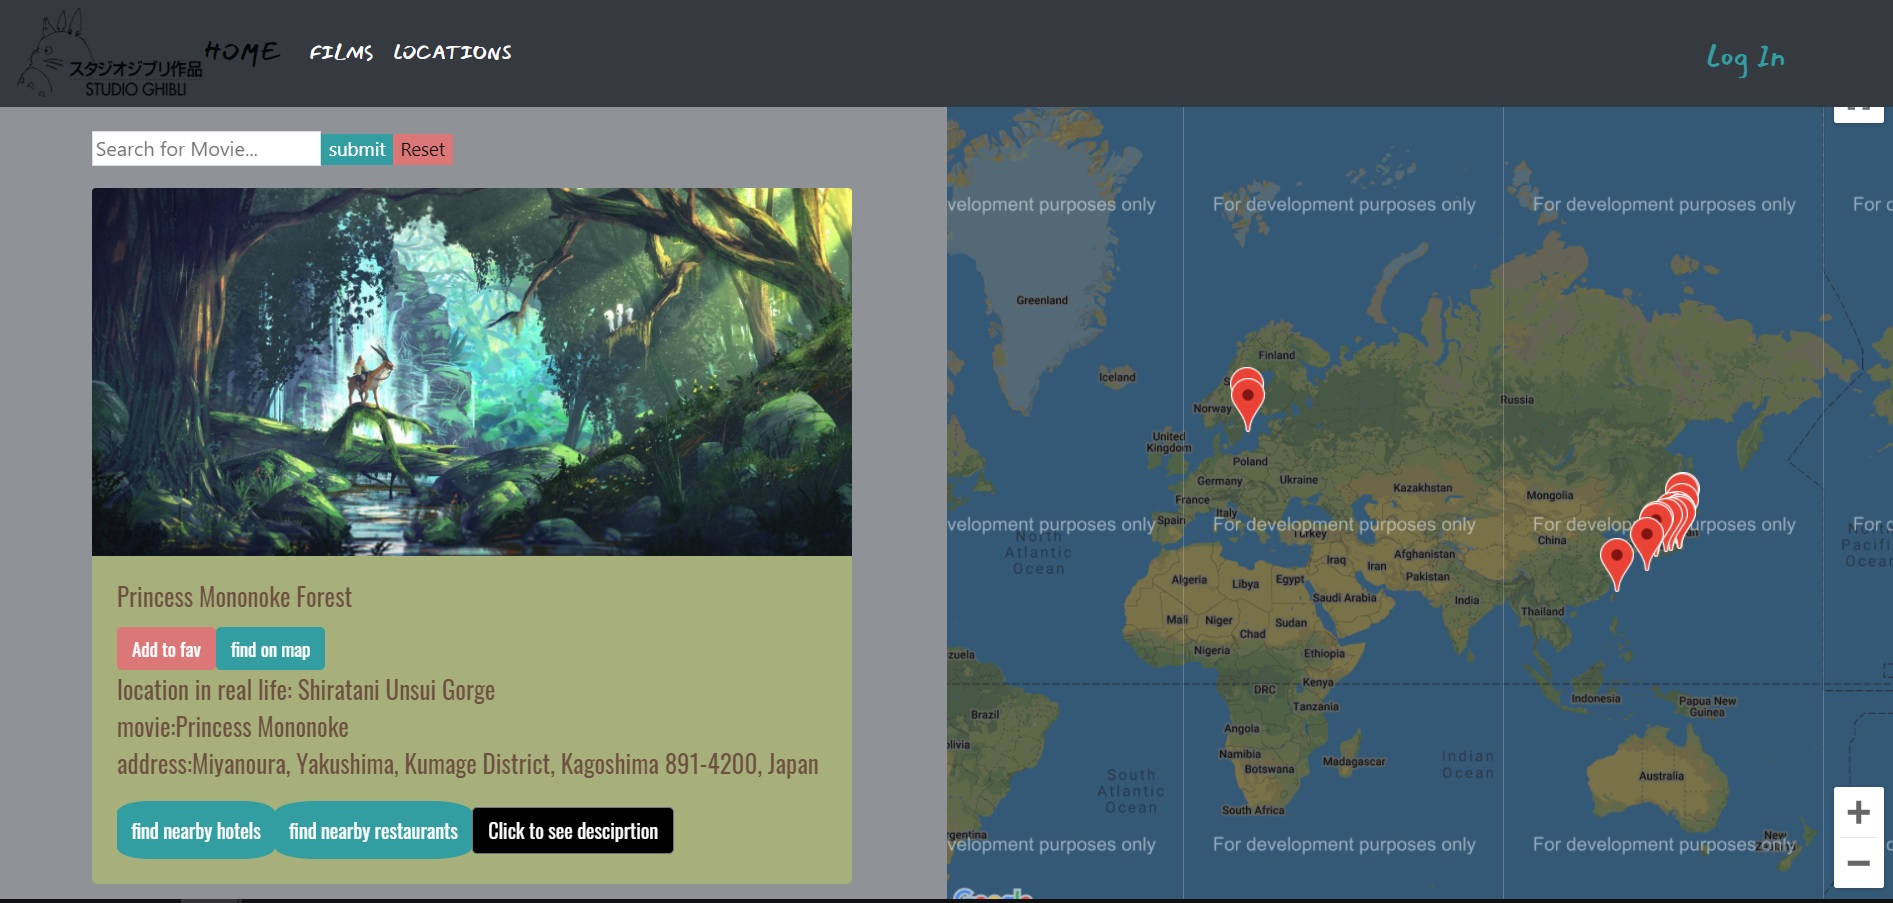 HOME FILMS LOCATIONS Log In
スタジオジブリ作品
STUDIO GHIBLI
Search for Movie... submit Reset
Princess Mononoke Forest
Add to fav find on map
location in real life: Shiratani Unsui Gorge
movie:Princess Mononoke
address:Miyanoura, Yakushima, Kumage District, Kagoshima 891-4200, Japan
find nearby hotels find nearby restaurants Click to see desciprtion
velopment purposes only For development purposes only For development purposes only For
Greenland
Finland
Iceland
Norway
Russia
United
Kingdom
Poland
Germany
Ukraine
Kazakhstan
Mongolia
France
Italy
Spain
velopment purposes only For development purposes only For develop urposes only For
Turkey
North
Atlantic
Ocean
China
Pacific
Ocean
Iraq
Afghanistan
Iran
Pakistan
Algeria
Libya
Egypt
Saudi Arabia
India
Thailand
Mali
Niger
Sudan
Chad
Nigeria
Ethiopia
zuela
DRC
Kenya
Tanzania
Indonesia
Papua New
Guinea
Brazil
Angola
livia
Namibia
Botswana
Madagascar
Indian
Ocean
South
Atlantic
Ocean
Australia
South Africa
gentina
New
velopment purposes only For development purposes only For development purposes only
Google